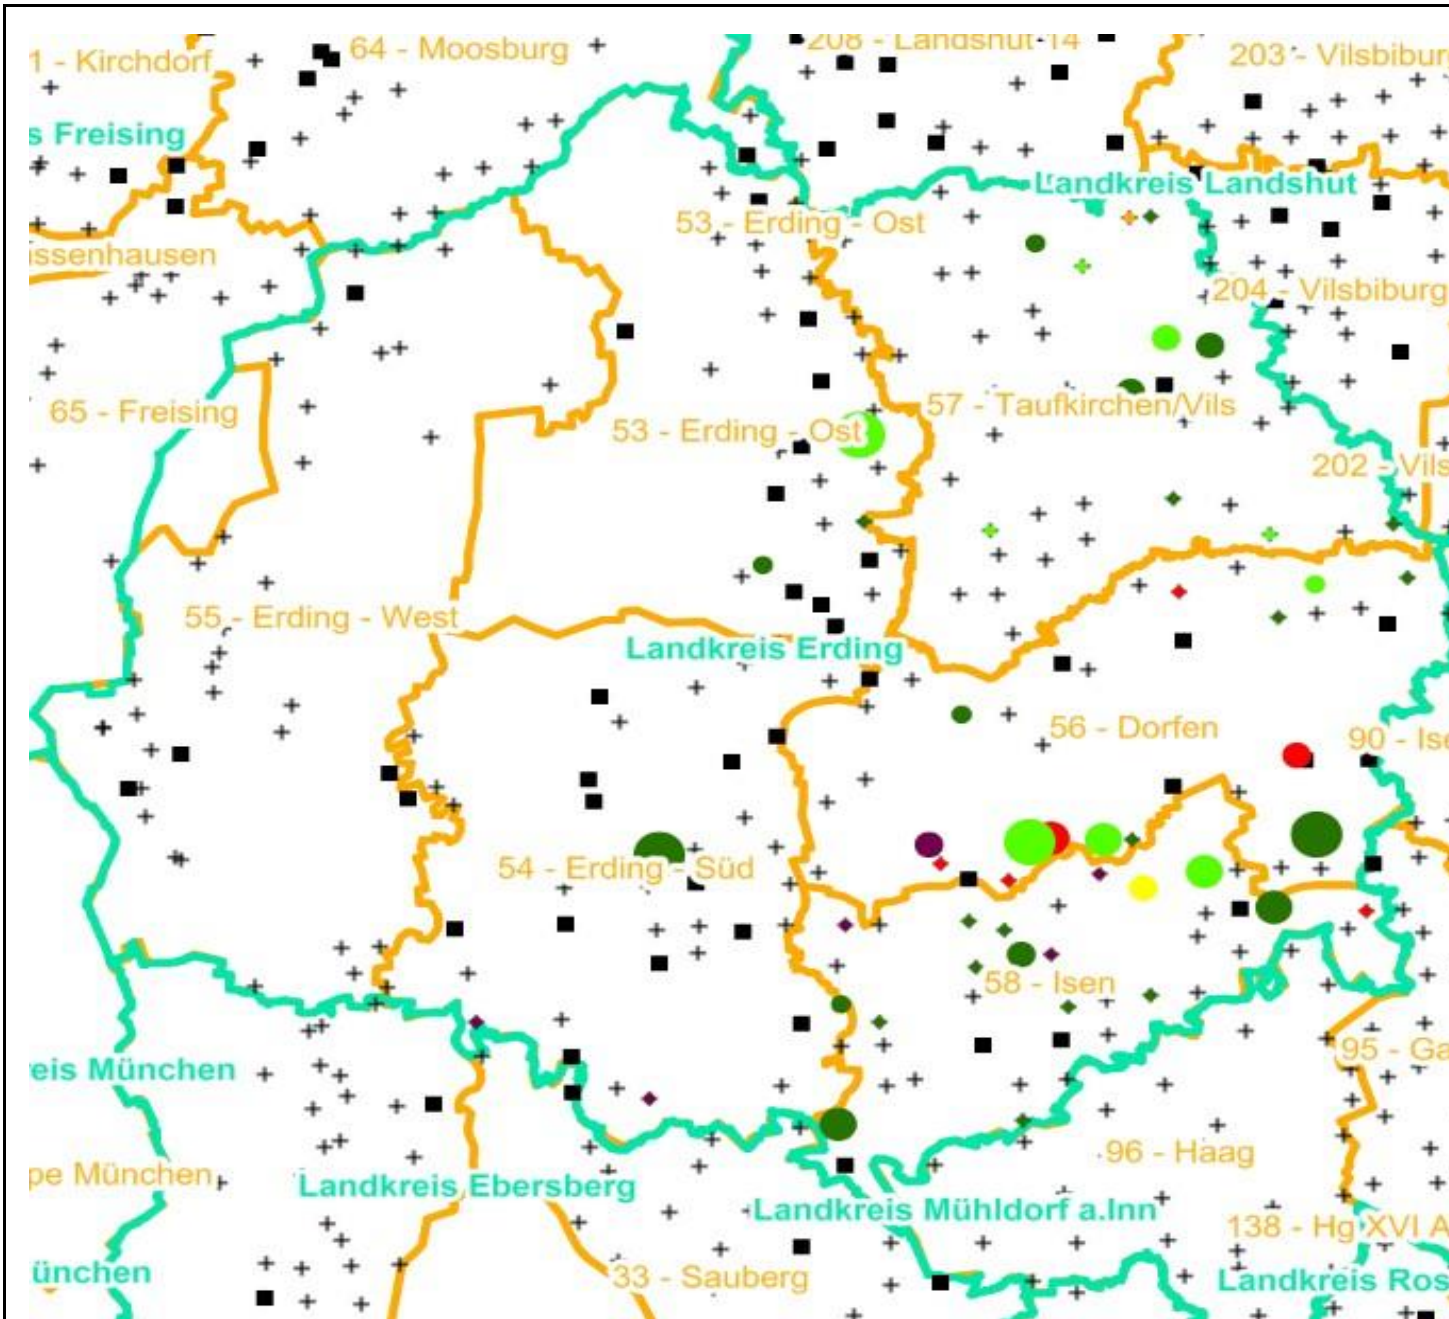 64 - Moosburg
208 - Landshut 14
203 - Vilsbiburg
1 - Kirchdorf
s Freising
Landkreis Landshut
53 - Erding - Ost
issenhausen
204 - Vilsbiburg
65 - Freising
57 - Taufkirchen/Vils
53 - Erding - Ost
202 - Vils
55 - Erding - West
Landkreis Erding
56 - Dorfen
90 - Ise
54 - Erding - Süd
58 - Isen
95 - Ga
eis München
96 - Haag
pe München
Landkreis Ebersberg
Landkreis Mühldorf a.Inn
138 - Hg XVI A
ünchen
33 - Sauberg
Landkreis Ros